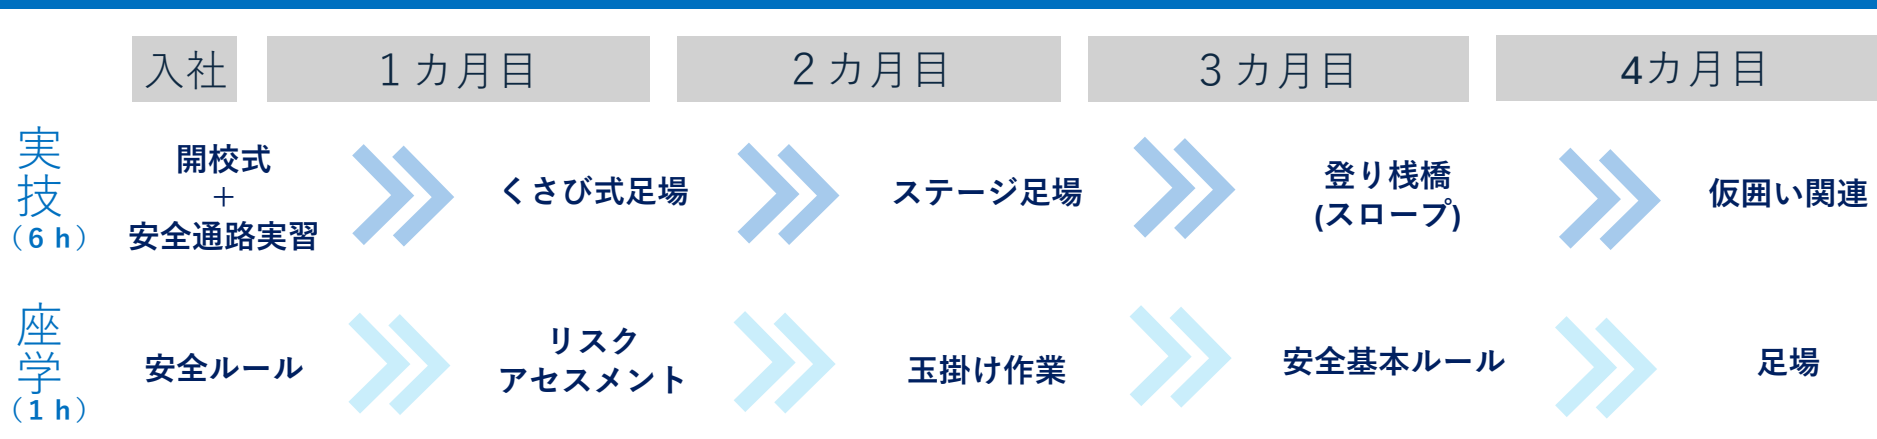 入社
1カ月目
2カ月目
3カ月目
4カ月目
実技
（6 h）
開校式
+
安全通路実習
くさび式足場
ステージ足場
登り桟橋
(スロープ)
仮囲い関連
座学
（1 h）
安全ルール
リスク
アセスメント
玉掛け作業
安全基本ルール
足場